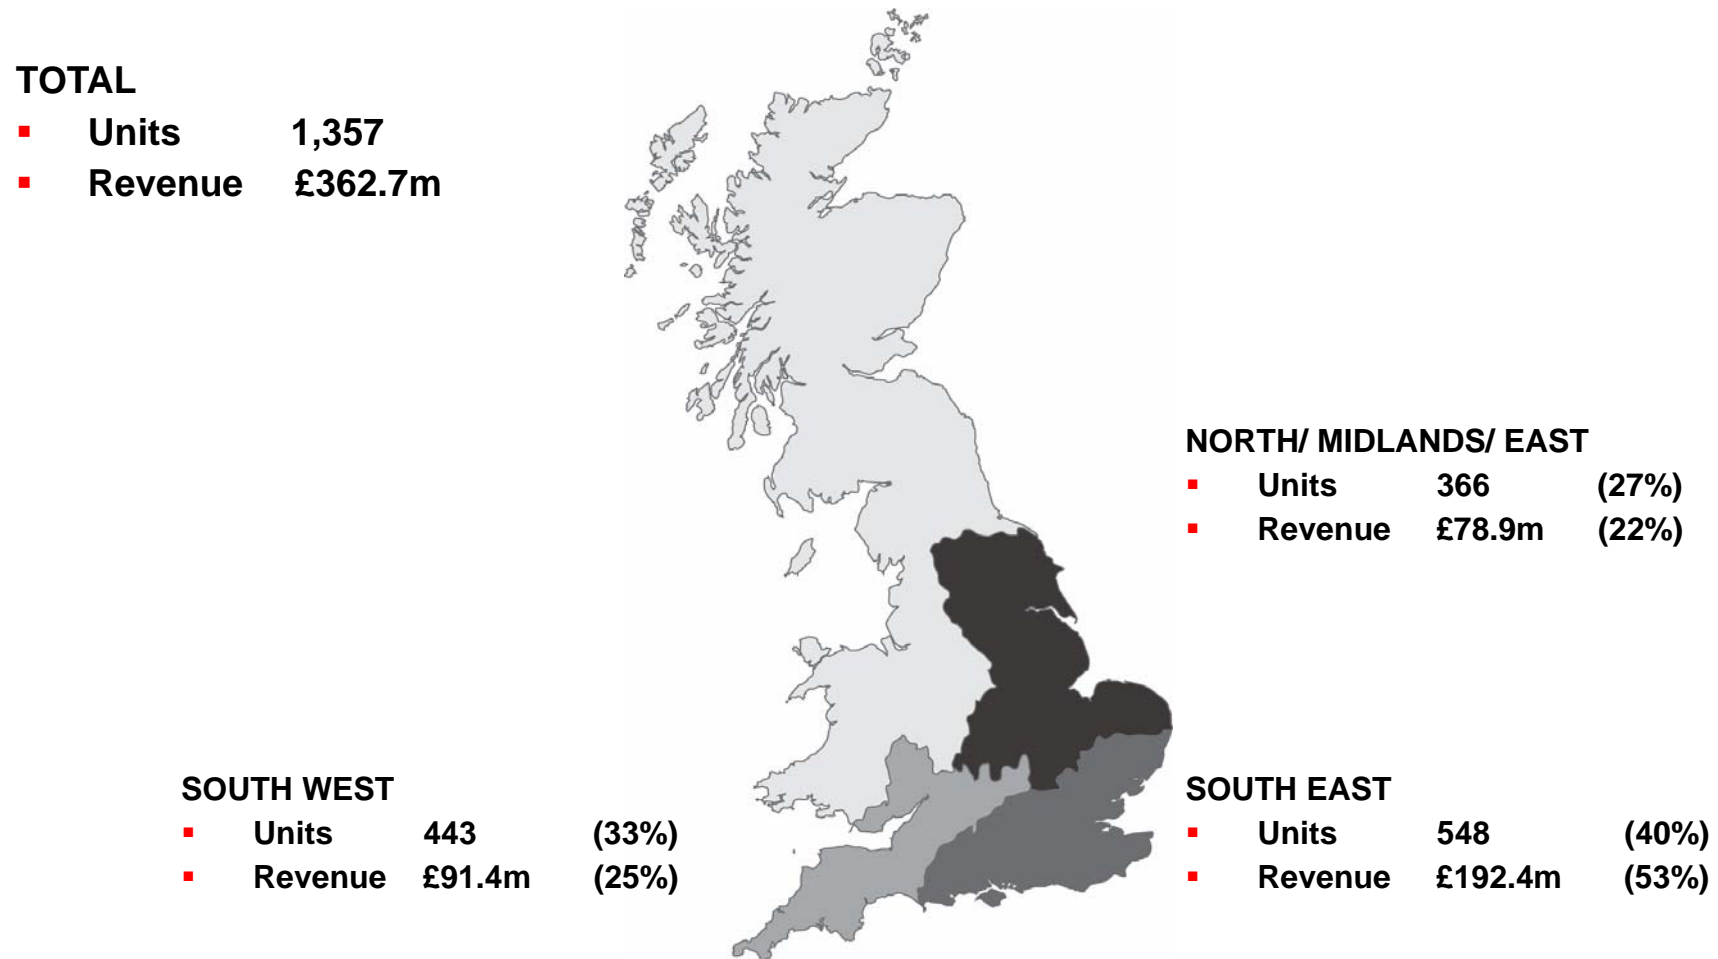 TOTAL
▪ Units 1,357
▪ Revenue £362.7m
NORTH/ MIDLANDS/ EAST
▪ Units 366 (27%)
▪ Revenue £78.9m (22%)
SOUTH WEST
▪ Units 443 (33%)
▪ Revenue £91.4m (25%)
SOUTH EAST
▪ Units 548 (40%)
▪ Revenue £192.4m (53%)